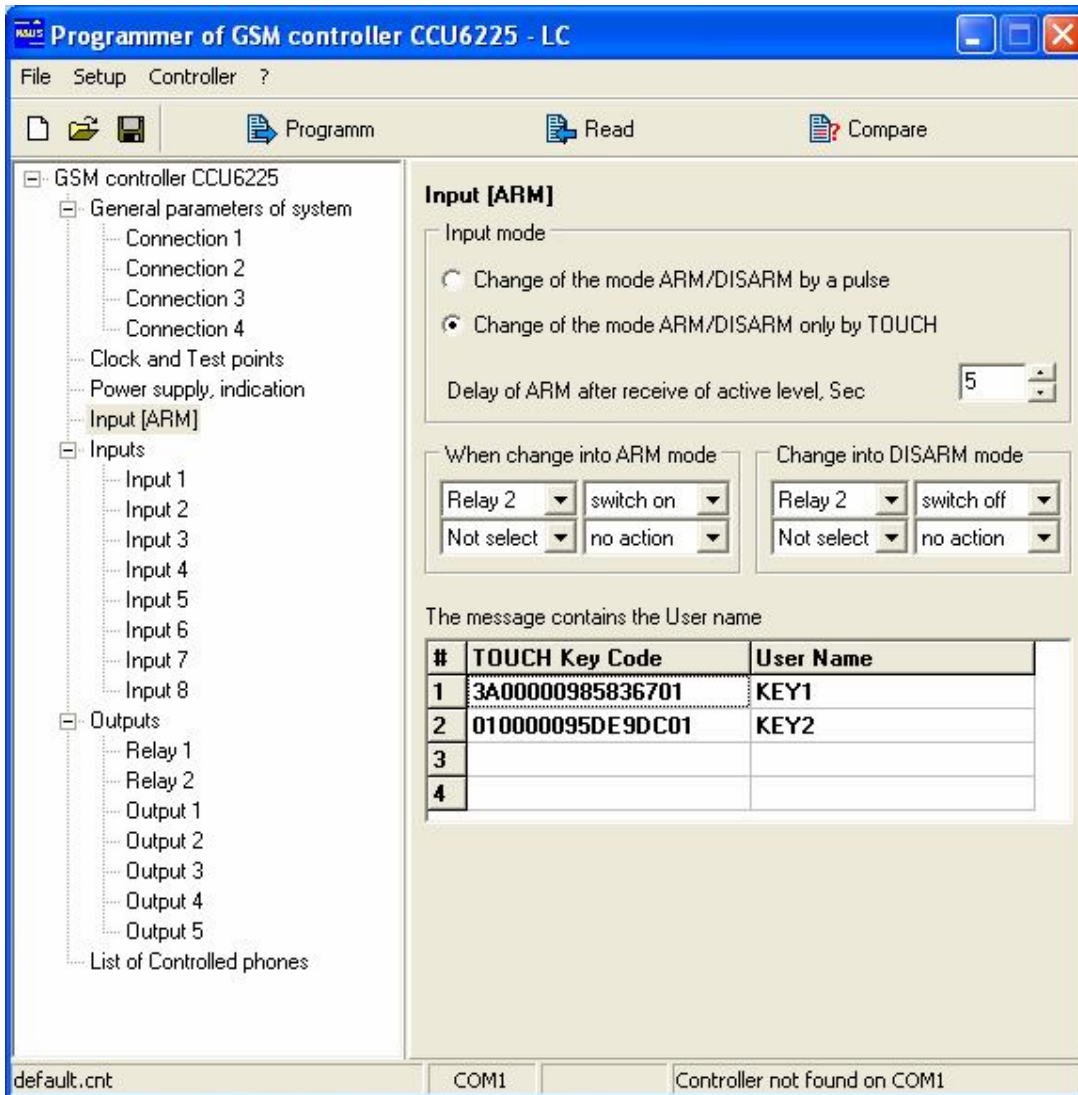 Programmer of GSM controller CCU6225 - LC
File Setup Controller ?
Programm Read Compare
GSM controller CCU6225
General parameters of system
Connection 1
Connection 2
Connection 3
Connection 4
Clock and Test points
Power supply, indication
Input [ARM]
Inputs
Input 1
Input 2
Input 3
Input 4
Input 5
Input 6
Input 7
Input 8
Outputs
Relay 1
Relay 2
Output 1
Output 2
Output 3
Output 4
Output 5
List of Controlled phones
Input [ARM]
Input mode
Change of the mode ARM/DISARM by a pulse
Change of the mode ARM/DISARM only by TOUCH
Delay of ARM after receive of active level, Sec 5
When change into ARM mode
Relay 2 switch on
Not select no action
Change into DISARM mode
Relay 2 switch off
Not select no action
The message contains the User name
# TOUCH Key Code User Name
1 3A00000985836701 KEY1
2 010000095DE9DC01 KEY2
3
4
default.cnt COM1 Controller not found on COM1